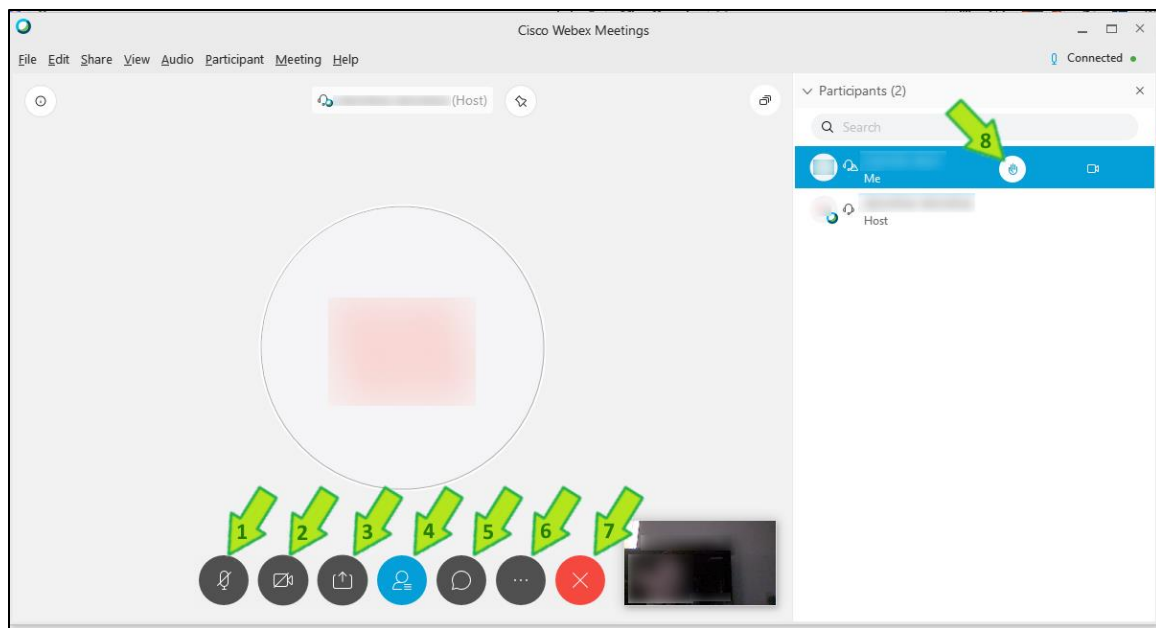 Cisco Webex Meetings
File Edit Share View Audio Participant Meeting Help
Connected
(Host)
Participants (2)
Search
8
Me
Host
1 2 3 4 5 6 7